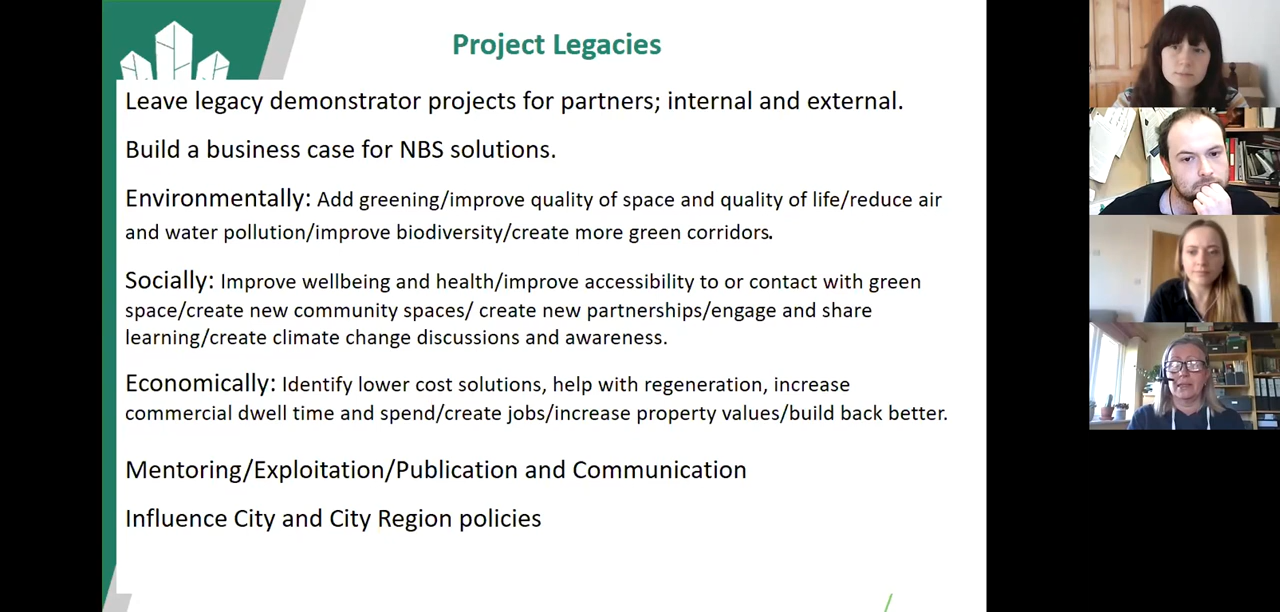 Project Legacies
Leave legacy demonstrator projects for partners; internal and external.
Build a business case for NBS solutions.
Environmentally: Add greening/improve quality of space and quality of life/reduce air
and water pollution/improve biodiversity/create more green corridors.
Socially: Improve wellbeing and health/improve accessibility to or contact with green
space/create new community spaces/ create new partnerships/engage and share
learning/create climate change discussions and awareness.
Economically: Identify lower cost solutions, help with regeneration, increase
commercial dwell time and spend/create jobs/increase property values/build back better.
Mentoring/Exploitation/Publication and Communication
Influence City and City Region policies